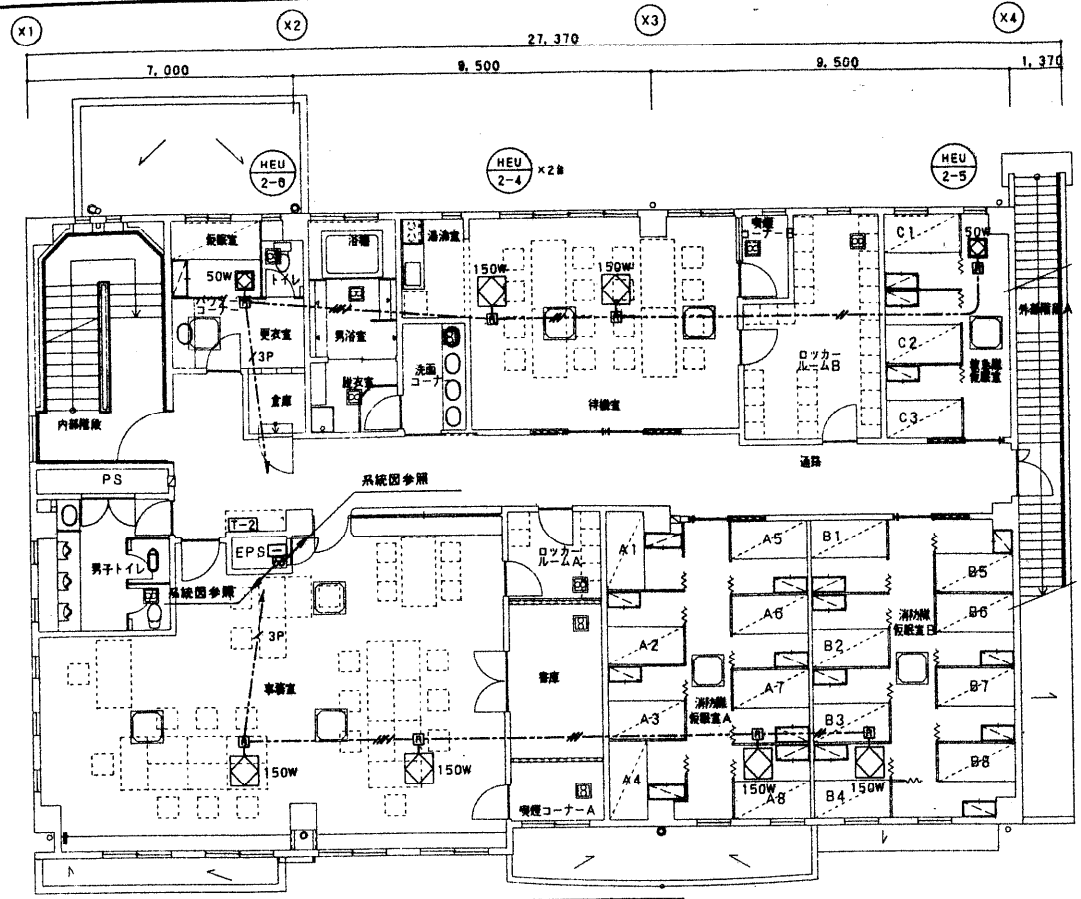 X1
X2
X3
X4
27,370
7,000
9,500
9,500
1,370
HEU
2-6
HEU
2-4
×2台
HEU
2-5
仮眠室
50W
トイレ
パウダー
コーナー
更衣室
3P
倉庫
内部階段
浴槽
男浴室
脱衣室
湯沸室
洗面
コーナー
150W
150W
待機室
喫煙
コーナーB
ロッカー
ルームB
C1
C2
C3
50W
救急隊
仮眠室
外部階段A
通路
PS
系統図参照
T-2
EPS
男子トイレ
系統図参照
3P
事務室
150W
150W
ロッカー
ルームA
書庫
喫煙コーナーA
A1
A2
A3
A4
A5
A6
A7
A8
消防隊
仮眠室A
150W
B1
B2
B3
B4
B5
B6
B7
B8
消防隊
仮眠室B
150W